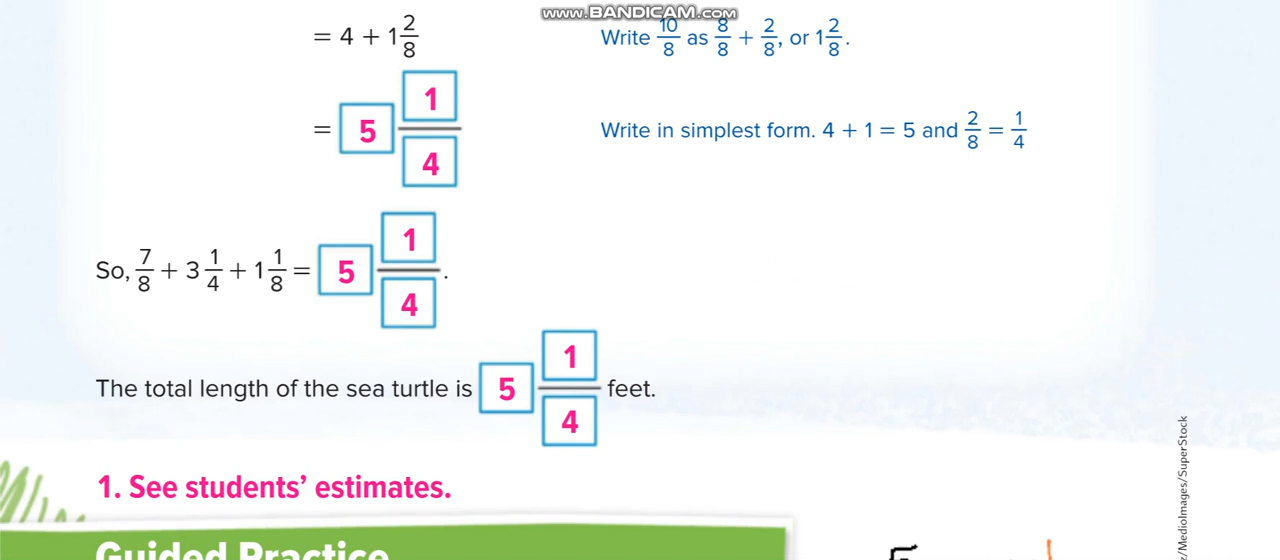 www.BANDICAM.com
= 4 + 1 2/8
Write 10/8 as 8/8 + 2/8, or 1 2/8.
= 5 1/4
Write in simplest form. 4 + 1 = 5 and 2/8 = 1/4
So, 7/8 + 3 1/4 + 1 1/8 = 5 1/4.
The total length of the sea turtle is 5 1/4 feet.
1. See students’ estimates.
Guided Practice
/MedioImages/SuperStock